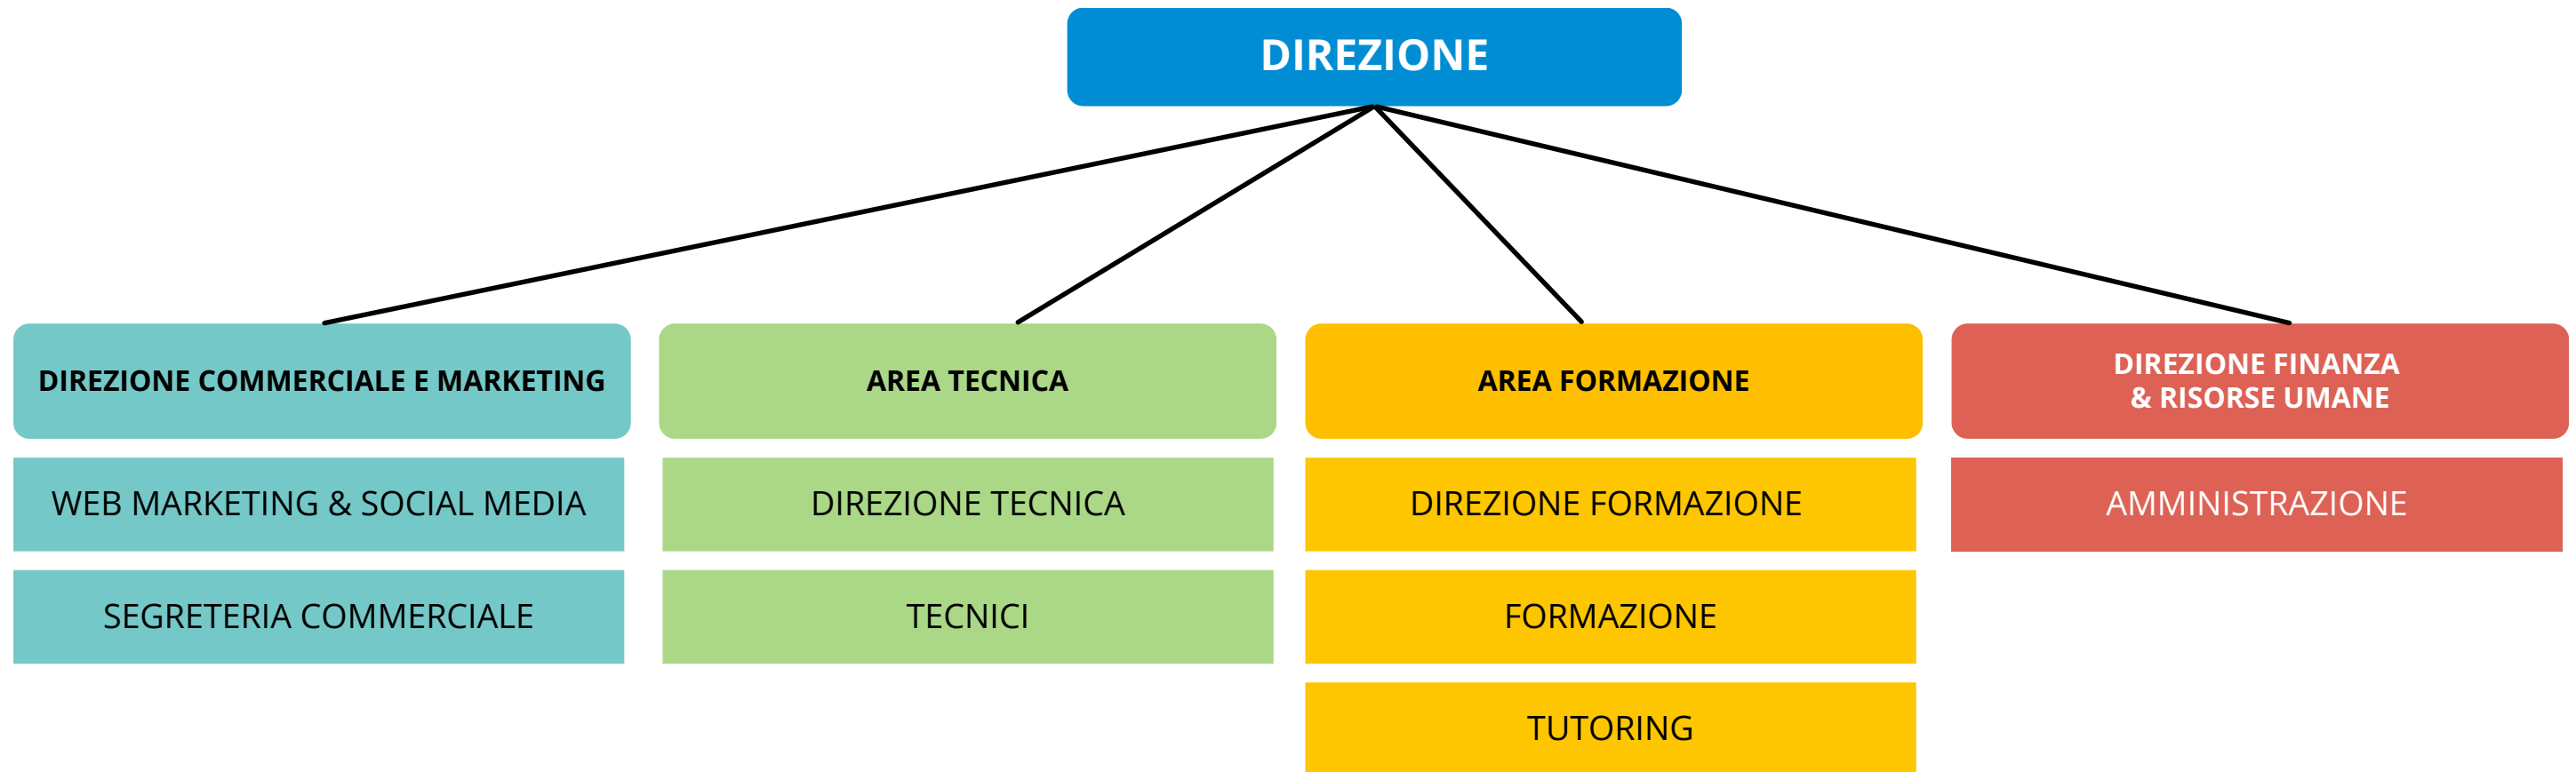 DIREZIONE
DIREZIONE COMMERCIALE E MARKETING
AREA TECNICA
AREA FORMAZIONE
DIREZIONE FINANZA
& RISORSE UMANE
WEB MARKETING & SOCIAL MEDIA
DIREZIONE TECNICA
DIREZIONE FORMAZIONE
AMMINISTRAZIONE
SEGRETERIA COMMERCIALE
TECNICI
FORMAZIONE
TUTORING